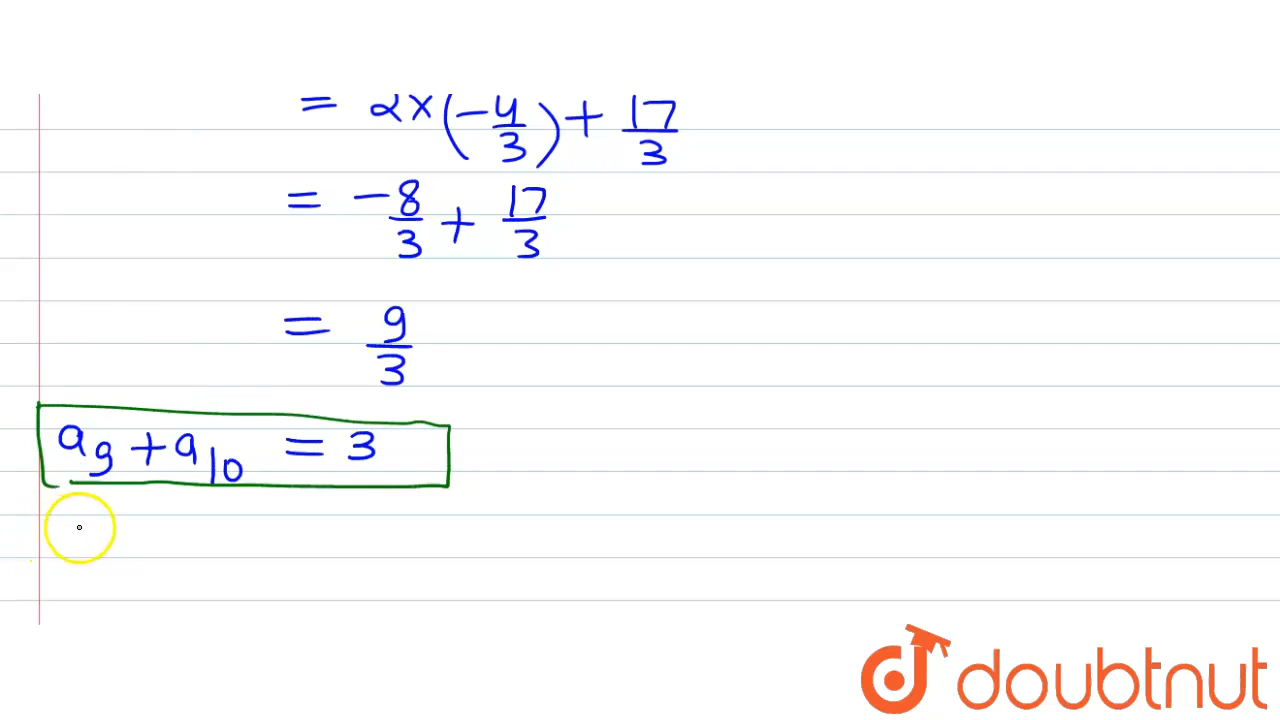 = 2×(-4/3) + 17/3
= -8/3 + 17/3
= 9/3
a₉ + a₁₀ = 3
doubtnut